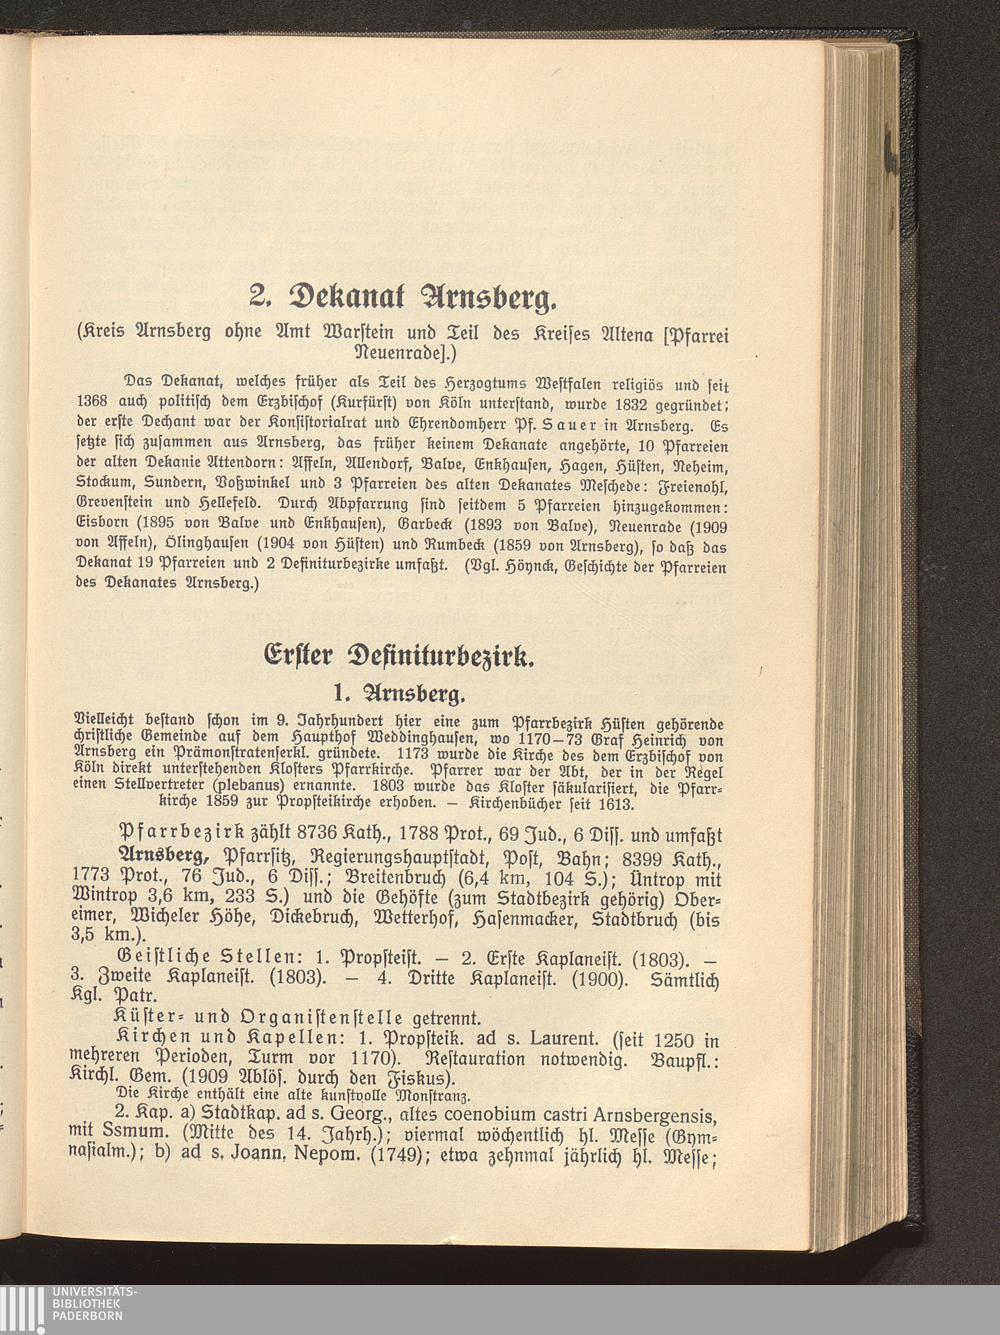 2. Dekanat Arnsberg.
(Kreis Arnsberg ohne Amt Warstein und Teil des Kreises Altena [Pfarrei
Neuenrade].)
Das Dekanat, welches früher als Teil des Herzogtums Westfalen religiös und seit
1368 auch politisch dem Erzbischof (Kurfürst) von Köln unterstand, wurde 1832 gegründet;
der erste Dechant war der Konsistorialrat und Ehrendomherr Pf. Sauer in Arnsberg. Es
setzte sich zusammen aus Arnsberg, das früher keinem Dekanate angehörte, 10 Pfarreien
der alten Dekanie Attendorn: Affeln, Allendorf, Balve, Enkhausen, Hagen, Hüsten, Neheim,
Stockum, Sundern, Voßwinkel und 3 Pfarreien des alten Dekanates Meschede: Freienohl,
Grevenstein und Hellefeld. Durch Abpfarrung sind seitdem 5 Pfarreien hinzugekommen:
Eisborn (1895 von Balve und Enkhausen), Garbeck (1893 von Balve), Neuenrade (1909
von Affeln), Ölinghausen (1904 von Hüsten) und Rumbeck (1859 von Arnsberg), so daß das
Dekanat 19 Pfarreien und 2 Definiturbezirke umfaßt. (Vgl. Höynck, Geschichte der Pfarreien
des Dekanates Arnsberg.)
Erster Definiturbezirk.
1. Arnsberg.
Vielleicht bestand schon im 9. Jahrhundert hier eine zum Pfarrbezirk Hüsten gehörende
christliche Gemeinde auf dem Haupthof Weddinghausen, wo 1170–73 Graf Heinrich von
Arnsberg ein Prämonstratenserkl. gründete. 1173 wurde die Kirche des dem Erzbischof von
Köln direkt unterstehenden Klosters Pfarrkirche. Pfarrer war der Abt, der in der Regel
einen Stellvertreter (plebanus) ernannte. 1803 wurde das Kloster säkularisiert, die Pfarr-
kirche 1859 zur Propsteikirche erhoben. — Kirchenbücher seit 1613.
Pfarrbezirk zählt 8736 Kath., 1788 Prot., 69 Jud., 6 Diss. und umfaßt
Arnsberg, Pfarrsitz, Regierungshauptstadt, Post, Bahn; 8399 Kath.,
1773 Prot., 76 Jud., 6 Diss.; Breitenbruch (6,4 km, 104 S.); Üntrop mit
Wintrop 3,6 km, 233 S.) und die Gehöfte (zum Stadtbezirk gehörig) Ober-
eimer, Wicheler Höhe, Dickebruch, Wetterhof, Hasenmacker, Stadtbruch (bis
3,5 km.).
Geistliche Stellen: 1. Propsteist. — 2. Erste Kaplaneist. (1803). —
3. Zweite Kaplaneist. (1803). — 4. Dritte Kaplaneist. (1900). Sämtlich
Kgl. Patr.
Küster- und Organistenstelle getrennt.
Kirchen und Kapellen: 1. Propsteik. ad s. Laurent. (seit 1250 in
mehreren Perioden, Turm vor 1170). Restauration notwendig. Baupfl.:
Kirchl. Gem. (1909 Ablös. durch den Fiskus).
Die Kirche enthält eine alte kunstvolle Monstranz.
2. Kap. a) Stadtkap. ad s. Georg., altes coenobium castri Arnsbergensis,
mit Ssmum. (Mitte des 14. Jahrh.); viermal wöchentlich hl. Messe (Gym-
nasialm.); b) ad s. Joann. Nepom. (1749); etwa zehnmal jährlich hl. Messe;
UNIVERSITÄTS-
BIBLIOTHEK
PADERBORN